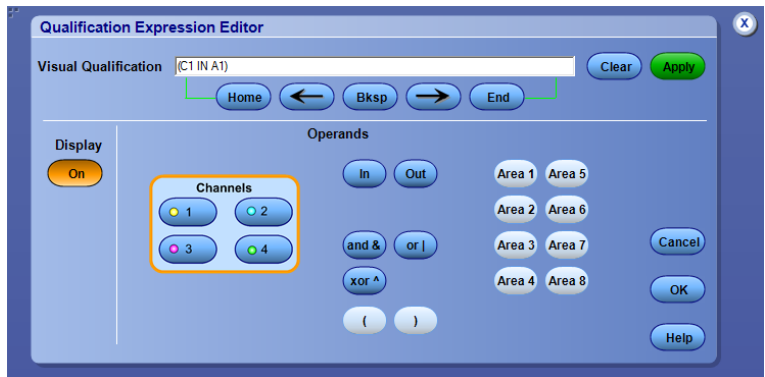 Qualification Expression Editor
X
Visual Qualification (C1 IN A1) Clear Apply
Home Bksp End
Operands
Display
On
Channels
1 2
3 4
In Out
and & or |
xor ^
( )
Area 1 Area 5
Area 2 Area 6
Area 3 Area 7
Area 4 Area 8
Cancel
OK
Help